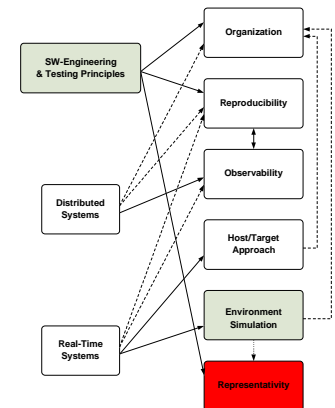 Organization
SW-Engineering
& Testing Principles
Reproducibility
Observability
Distributed
Systems
Host/Target
Approach
Environment
Simulation
Real-Time
Systems
Representativity